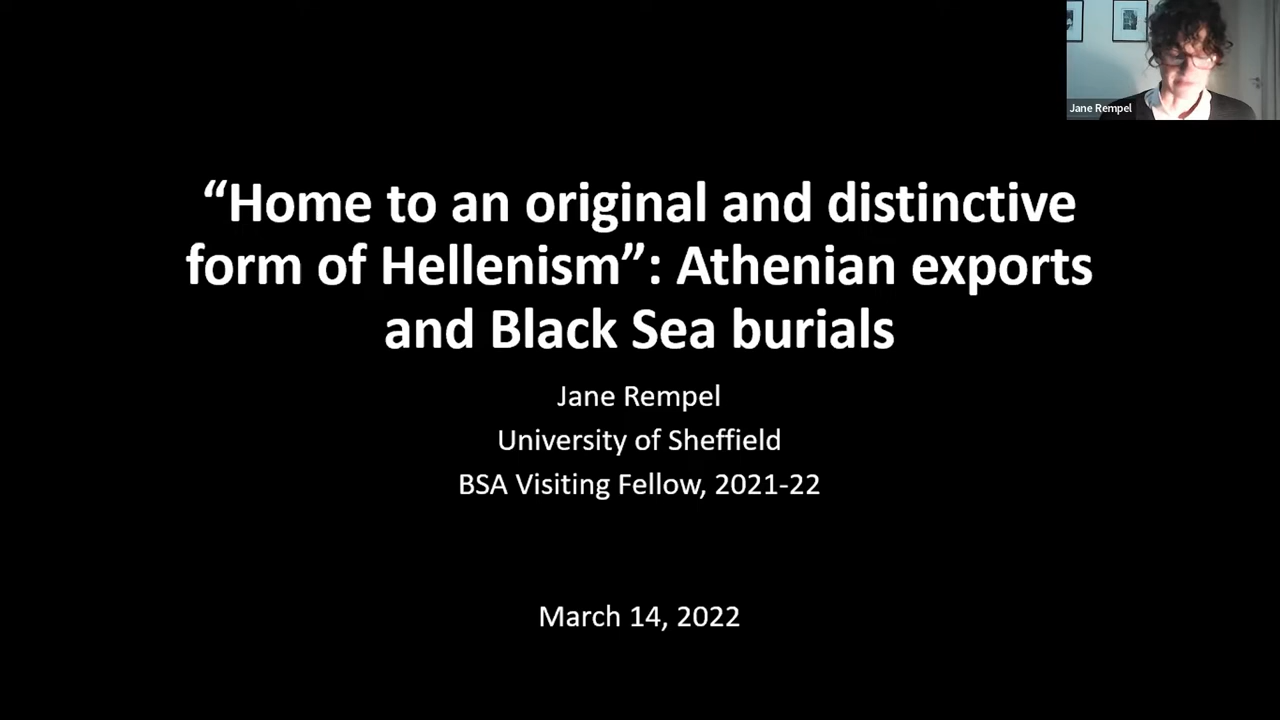 Jane Rempel
“Home to an original and distinctive
form of Hellenism”: Athenian exports
and Black Sea burials
Jane Rempel
University of Sheffield
BSA Visiting Fellow, 2021-22
March 14, 2022